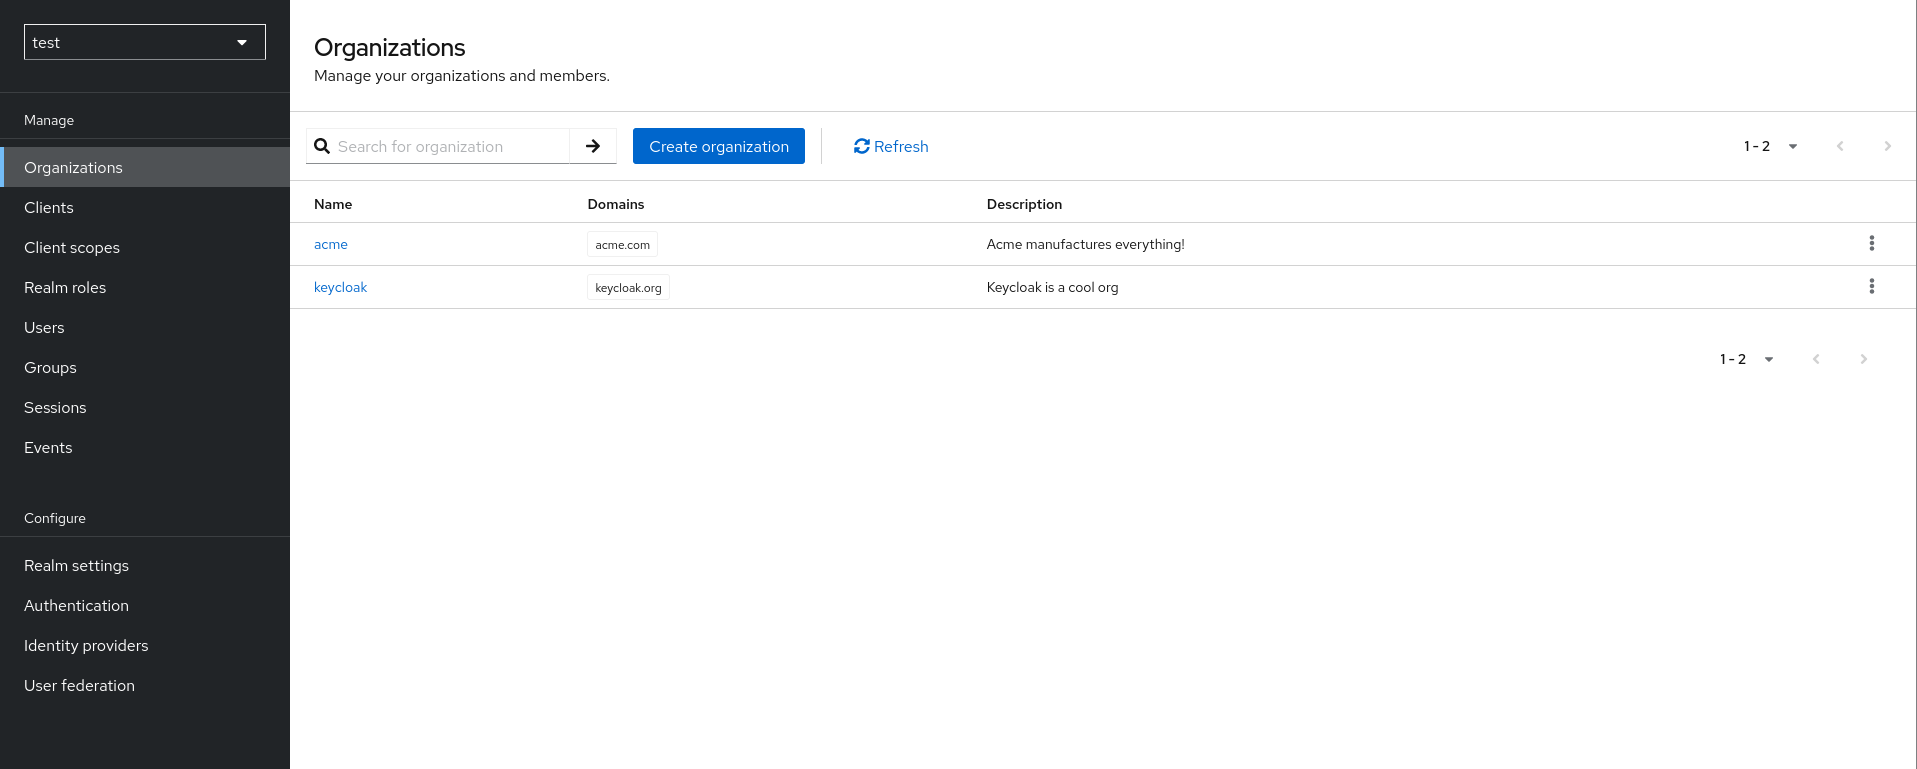 test
Manage
Organizations
Clients
Client scopes
Realm roles
Users
Groups
Sessions
Events
Configure
Realm settings
Authentication
Identity providers
User federation
Organizations
Manage your organizations and members.
Search for organization
Create organization
Refresh
1 - 2
Name Domains Description
acme acme.com Acme manufactures everything!
keycloak keycloak.org Keycloak is a cool org
1 - 2